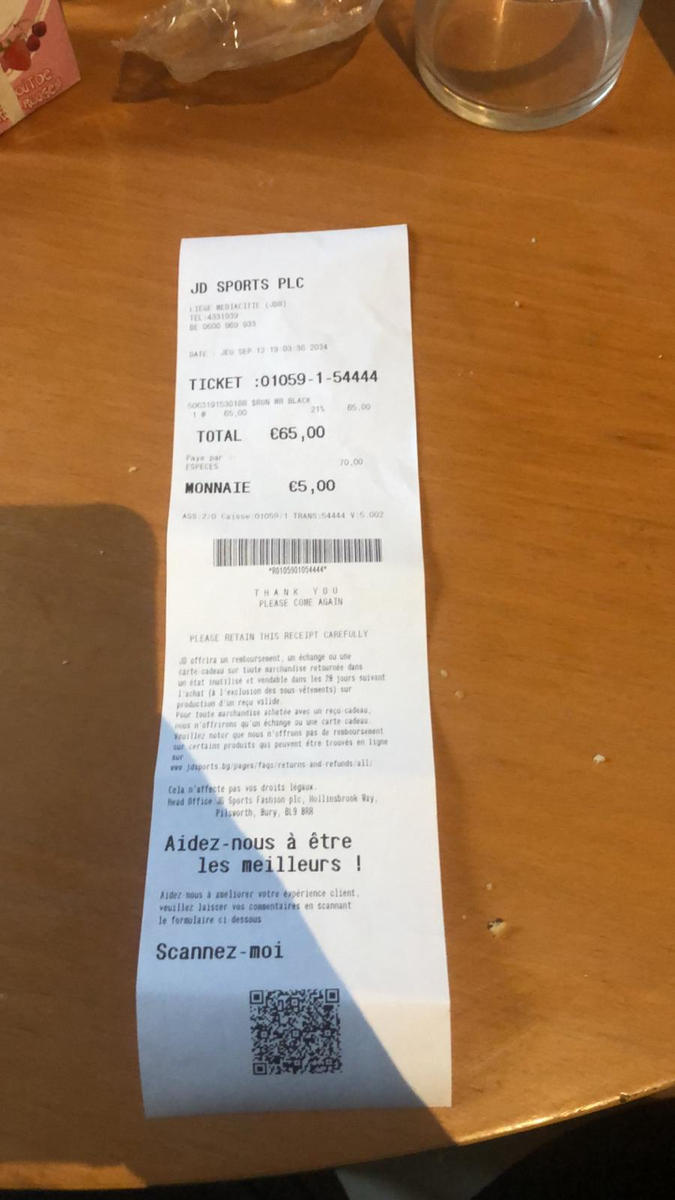 JD SPORTS PLC
LIEGE MEDIACITIE (JDB)
TEL:4331939
BE 0600 969 933
DATE : JEU SEP 12 19:03:36 2024
TICKET :01059-1-54444
$RUN WR BLACK
1 @ 65,00 21% 65,00
TOTAL €65,00
Paye par :-
ESPECES 70,00
MONNAIE €5,00
ASS:2/0 Caisse:01059/1 TRANS:54444 V:5.002
*R0105901054444*
THANK YOU
PLEASE COME AGAIN
PLEASE RETAIN THIS RECEIPT CAREFULLY
JD offrira un remboursement, un échange ou une
carte-cadeau sur toute marchandise retournée dans
un état inutilisé et vendable dans les 28 jours suivant
l'achat (à l'exclusion des sous-vêtements) sur
production d'un reçu valide.
Pour toute marchandise achetée avec un reçu-cadeau,
nous n'offrirons qu'un échange ou une carte cadeau.
Veuillez noter que nous n'offrons pas de remboursement
sur certains produits qui peuvent être trouvés en ligne
sur
www.jdsports.bg/pages/faqs/returns-and-refunds/all/
Cela n'affecte pas vos droits légaux.
Head Office JD Sports Fashion plc, Hollinsbrook Way,
Pilsworth, Bury, BL9 8RR
Aidez-nous à être
les meilleurs !
Aidez nous à améliorer votre expérience client,
veuillez laisser vos commentaires en scannant
le formulaire ci dessous
Scannez-moi